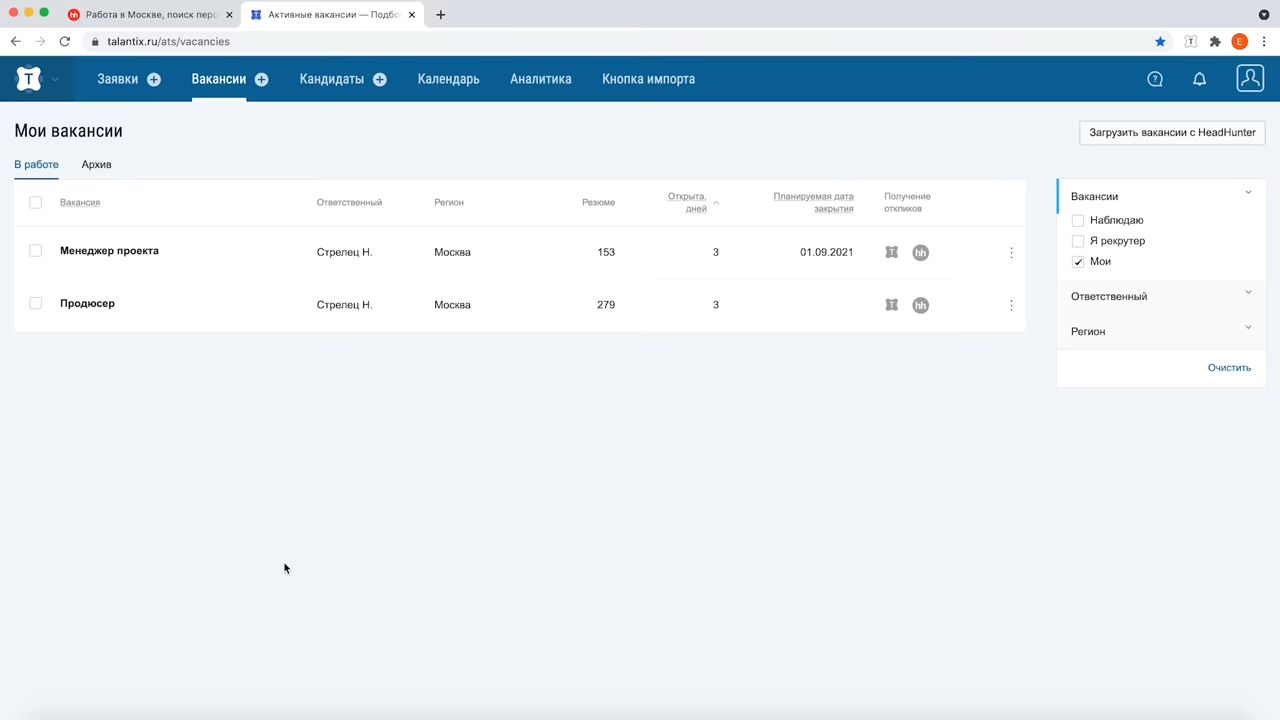 Работа в Москве, поиск перс
Активные вакансии — Подбо
talantix.ru/ats/vacancies
E
T
Заявки
Вакансии
Кандидаты
Календарь
Аналитика
Кнопка импорта
Мои вакансии
Загрузить вакансии с HeadHunter
В работе
Архив
Вакансия
Ответственный
Регион
Резюме
Открыта, дней
Планируемая дата закрытия
Получение откликов
Менеджер проекта
Стрелец Н.
Москва
153
3
01.09.2021
T
hh
Продюсер
Стрелец Н.
Москва
279
3
T
hh
Вакансии
Наблюдаю
Я рекрутер
Мои
Ответственный
Регион
Очистить